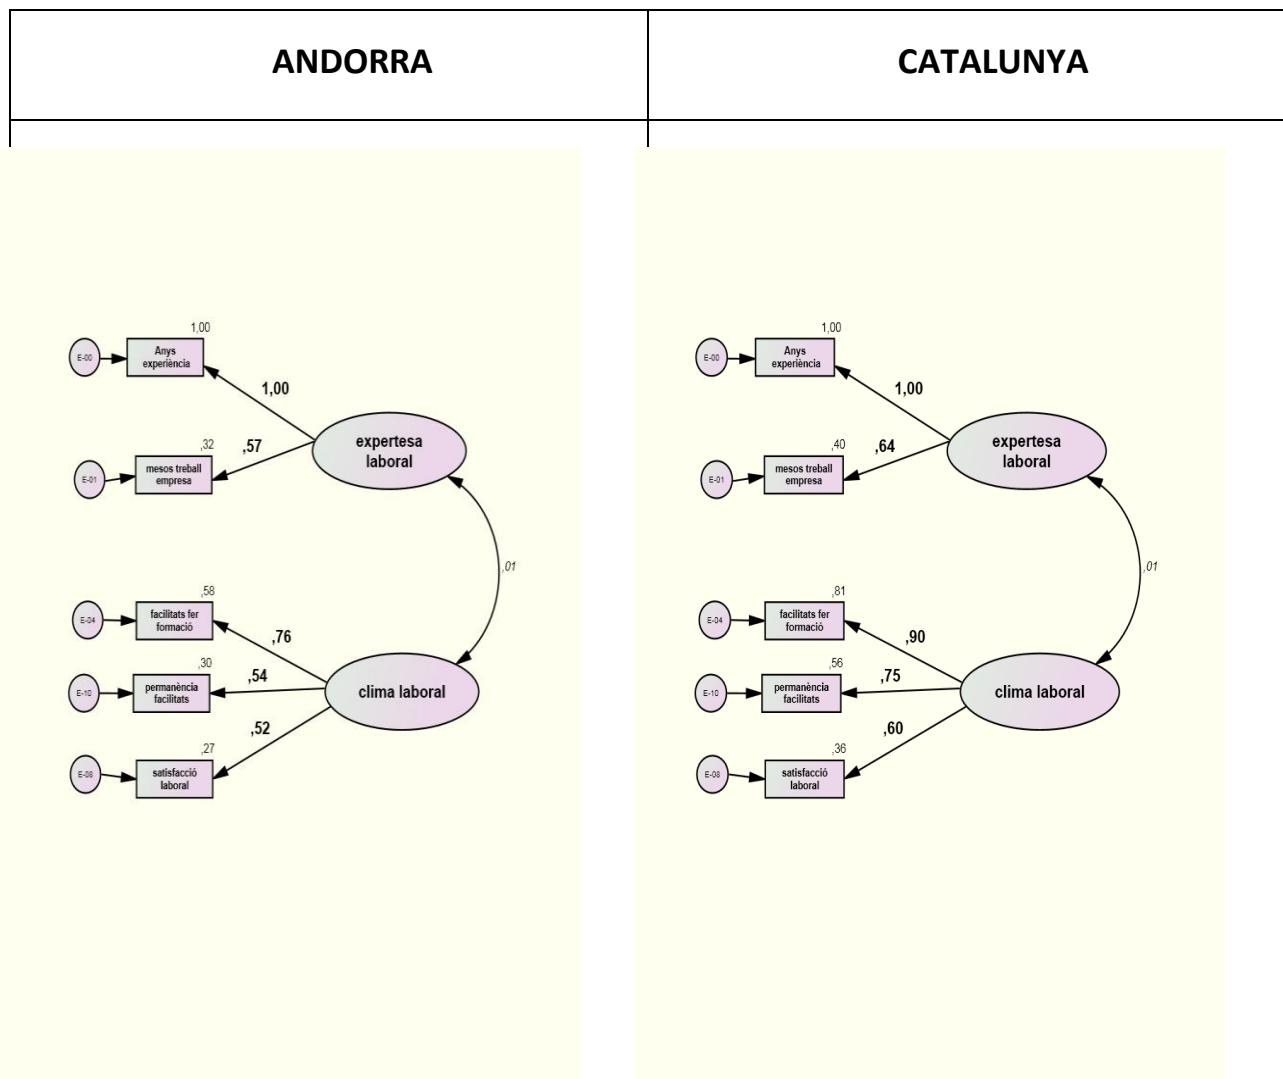 ANDORRA
CATALUNYA
1,00
E-00
Anys
experiència
1,00
,32
,57
expertesa
laboral
E-01
mesos treball
empresa
,01
,58
E-04
facilitats fer
formació
,76
,30
,54
E-10
permanència
facilitats
clima laboral
,52
,27
E-08
satisfacció
laboral
1,00
E-00
Anys
experiència
1,00
,40
,64
expertesa
laboral
E-01
mesos treball
empresa
,01
,81
E-04
facilitats fer
formació
,90
,56
,75
E-10
permanència
facilitats
clima laboral
,60
,36
E-08
satisfacció
laboral